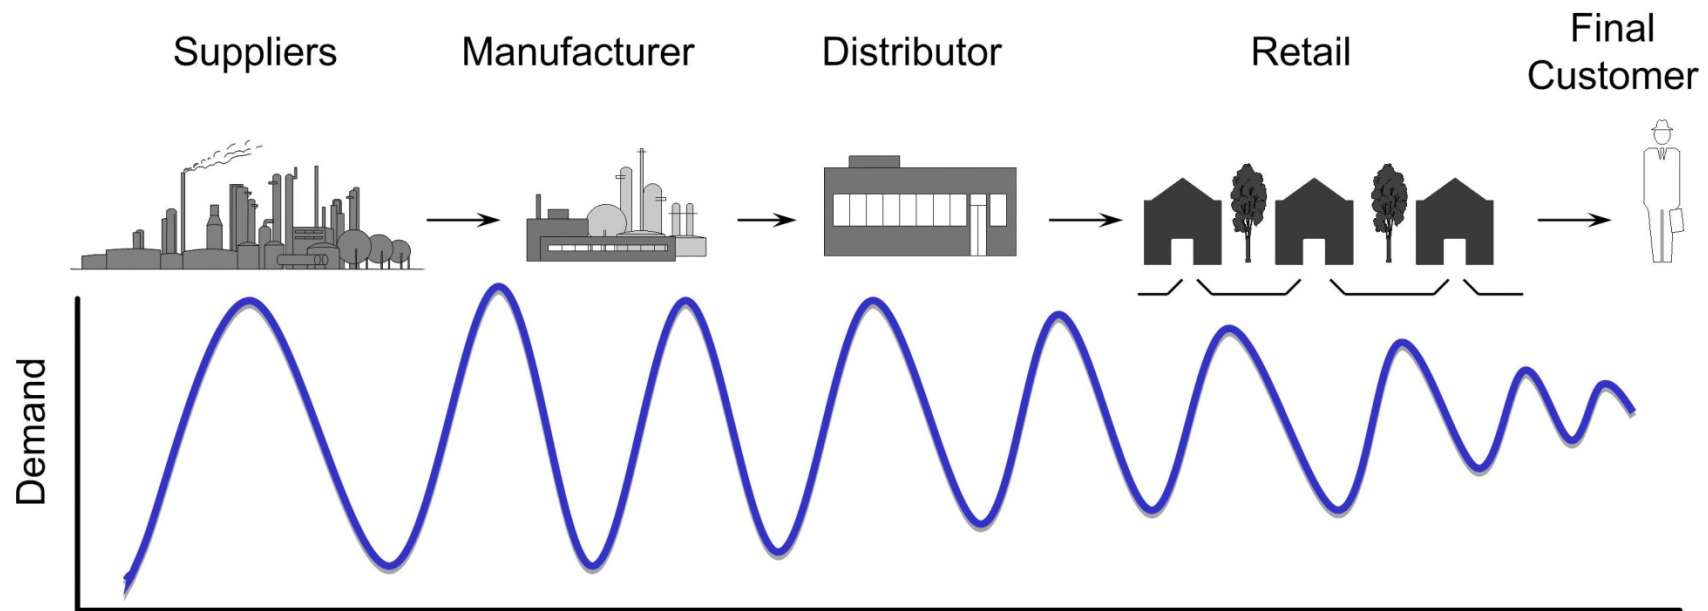 Suppliers
Manufacturer
Distributor
Retail
Final
Customer
Demand